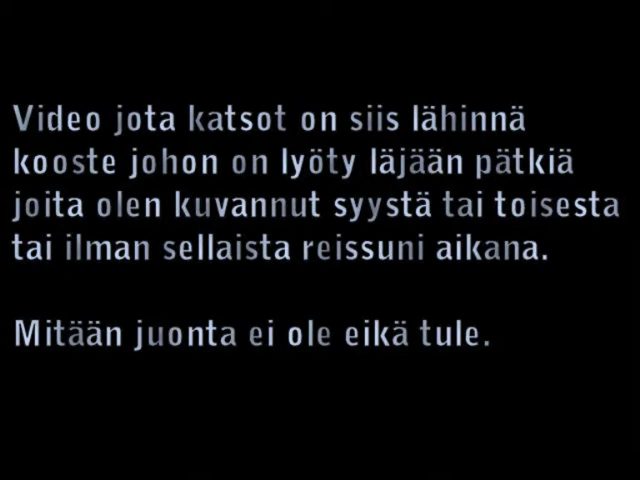 Video jota katsot on siis lähinnä
kooste johon on lyöty läjään pätkiä
joita olen kuvannut syystä tai toisesta
tai ilman sellaista reissuni aikana.
Mitään juonta ei ole eikä tule.